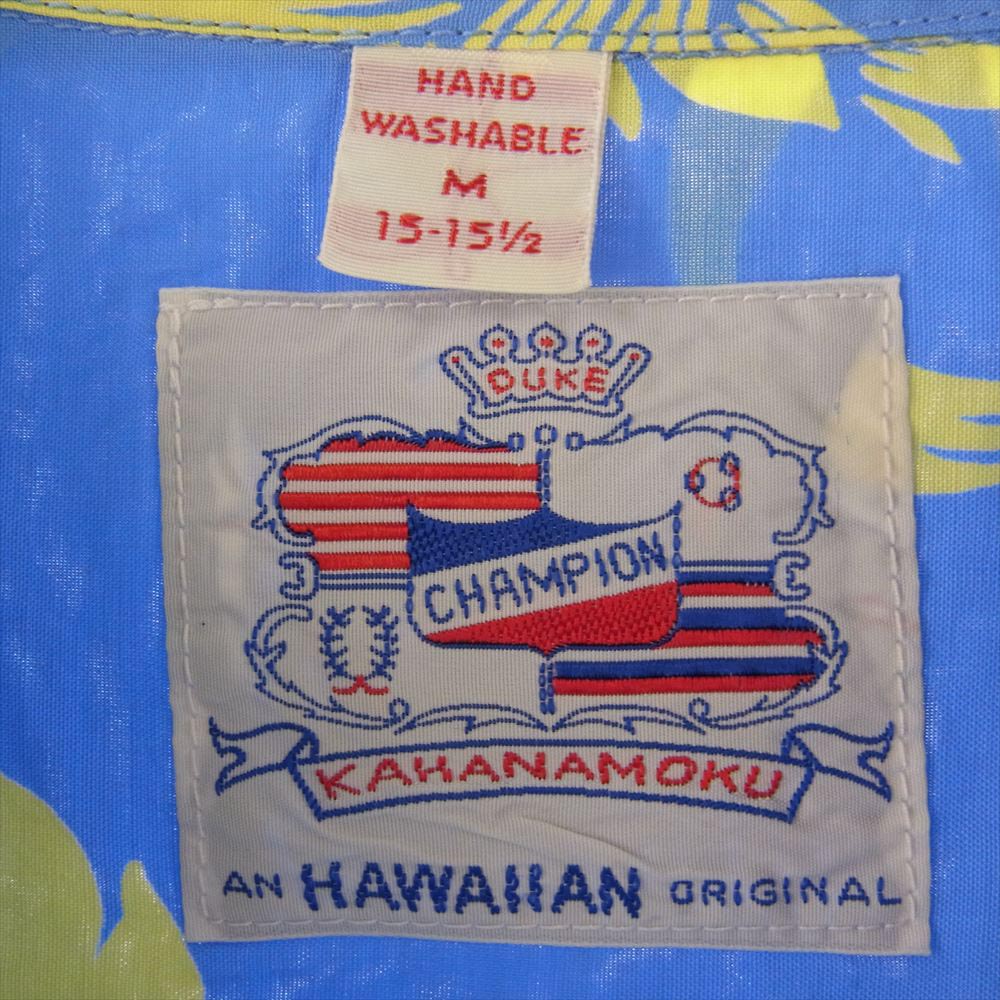 HAND
WASHABLE
M
15-15½
DUKE
CHAMPION
KAHANAMOKU
AN HAWAIIAN ORIGINAL